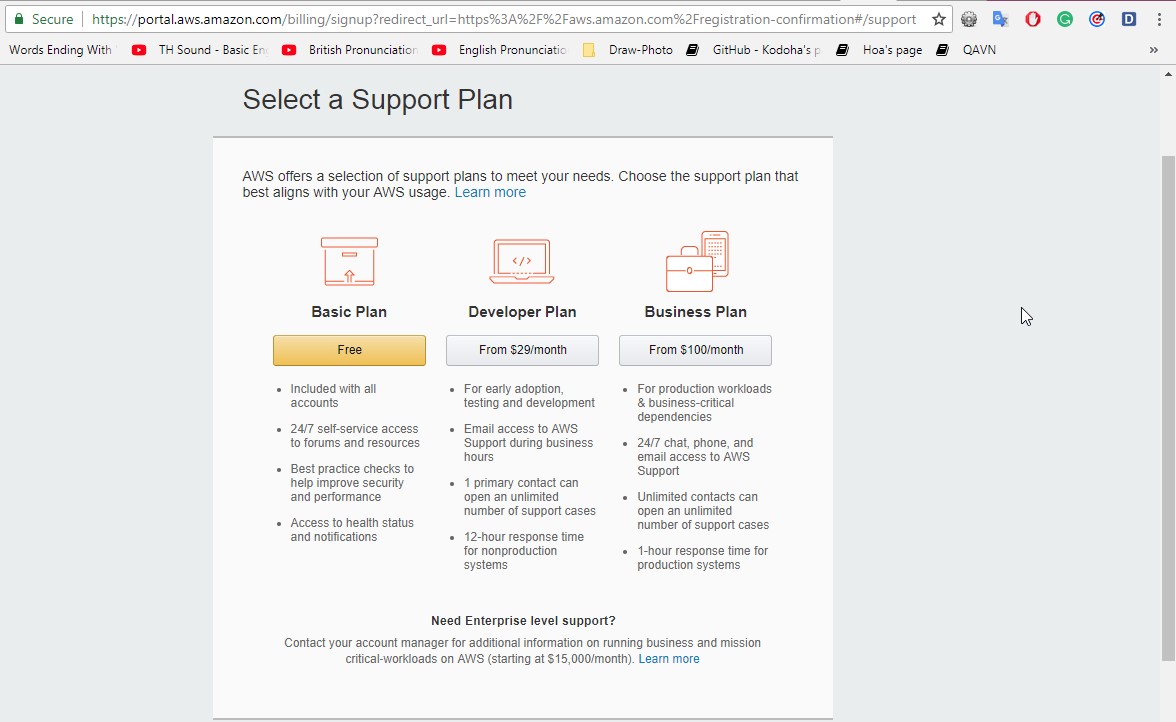 Secure https://portal.aws.amazon.com/billing/signup?redirect_url=https%3A%2F%2Faws.amazon.com%2Fregistration-confirmation#/support
Words Ending With TH Sound - Basic En British Pronunciation English Pronunciatio Draw-Photo GitHub - Kodoha's p Hoa's page QAVN »
Select a Support Plan
AWS offers a selection of support plans to meet your needs. Choose the support plan that
best aligns with your AWS usage. Learn more
</>
Basic Plan
Free
Included with all
accounts
24/7 self-service access
to forums and resources
Best practice checks to
help improve security
and performance
Access to health status
and notifications
Developer Plan
From $29/month
For early adoption,
testing and development
Email access to AWS
Support during business
hours
1 primary contact can
open an unlimited
number of support cases
12-hour response time
for nonproduction
systems
Business Plan
From $100/month
For production workloads
& business-critical
dependencies
24/7 chat, phone, and
email access to AWS
Support
Unlimited contacts can
open an unlimited
number of support cases
1-hour response time for
production systems
Need Enterprise level support?
Contact your account manager for additional information on running business and mission
critical-workloads on AWS (starting at $15,000/month). Learn more